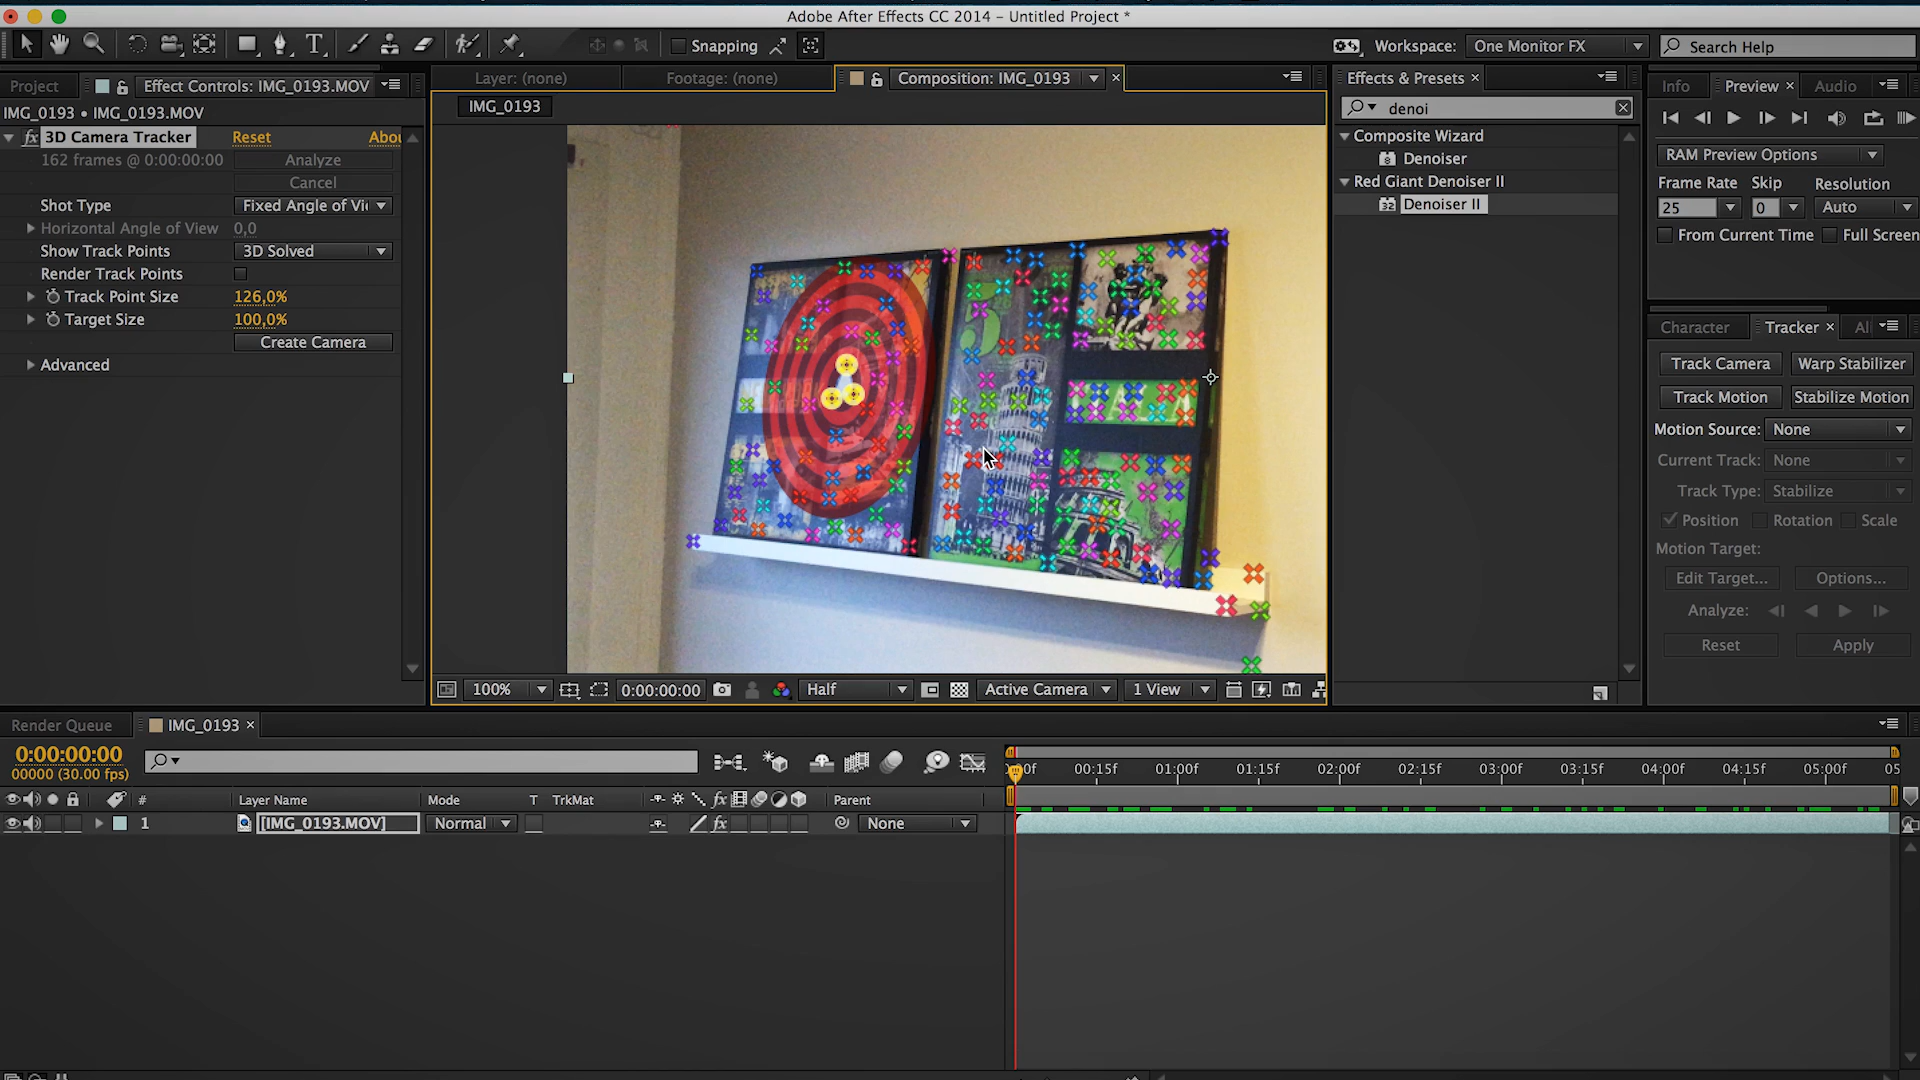 Adobe After Effects CC 2014 – Untitled Project *
Snapping
Workspace: One Monitor FX
Search Help
Project
Effect Controls: IMG_0193.MOV
Layer: (none)
Footage: (none)
Composition: IMG_0193
Effects & Presets
Info
Preview
Audio
IMG_0193 • IMG_0193.MOV
IMG_0193
denoi
fx 3D Camera Tracker
Reset
Abou
162 frames @ 0:00:00:00
Analyze
Cancel
Shot Type
Fixed Angle of Vi
Horizontal Angle of View
0,0
Show Track Points
3D Solved
Render Track Points
Track Point Size
126,0%
Target Size
100,0%
Create Camera
Advanced
Composite Wizard
Denoiser
Red Giant Denoiser II
Denoiser II
RAM Preview Options
Frame Rate Skip Resolution
25 0 Auto
From Current Time Full Screen
Character
Tracker
Al
Track Camera
Warp Stabilizer
Track Motion
Stabilize Motion
Motion Source: None
Current Track: None
Track Type: Stabilize
Position Rotation Scale
Motion Target:
Edit Target...
Options...
Analyze:
Reset
Apply
5
100%
0:00:00:00
Half
Active Camera
1 View
Render Queue
IMG_0193
0:00:00:00
00000 (30.00 fps)
00:15f 01:00f 01:15f 02:00f 02:15f 03:00f 03:15f 04:00f 04:15f 05:00f 05
# Layer Name Mode T TrkMat fx Parent
1 [IMG_0193.MOV] Normal fx None